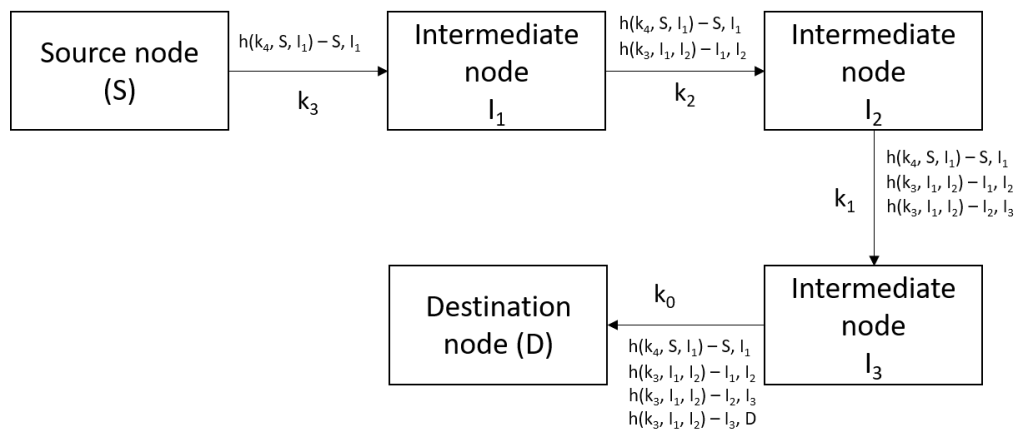 Source node
(S)
h(k₄, S, I₁) – S, I₁
k₃
Intermediate
node
I₁
h(k₄, S, I₁) – S, I₁
h(k₃, I₁, I₂) – I₁, I₂
k₂
Intermediate
node
I₂
h(k₄, S, I₁) – S, I₁
h(k₃, I₁, I₂) – I₁, I₂
h(k₃, I₁, I₂) – I₂, I₃
k₁
Intermediate
node
I₃
k₀
h(k₄, S, I₁) – S, I₁
h(k₃, I₁, I₂) – I₁, I₂
h(k₃, I₁, I₂) – I₂, I₃
h(k₃, I₁, I₂) – I₃, D
Destination
node (D)